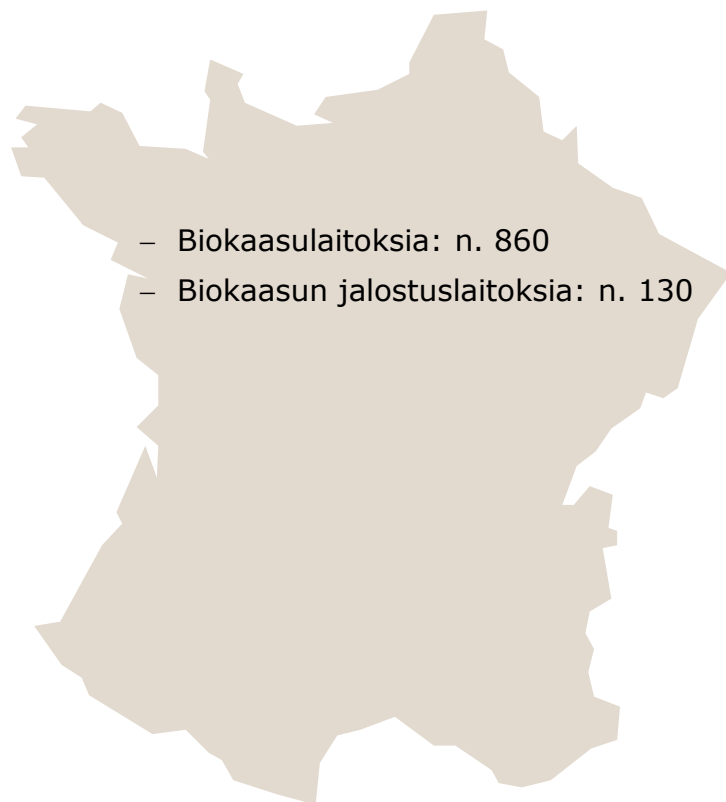 – Biokaasulaitoksia: n. 860
– Biokaasun jalostuslaitoksia: n. 130